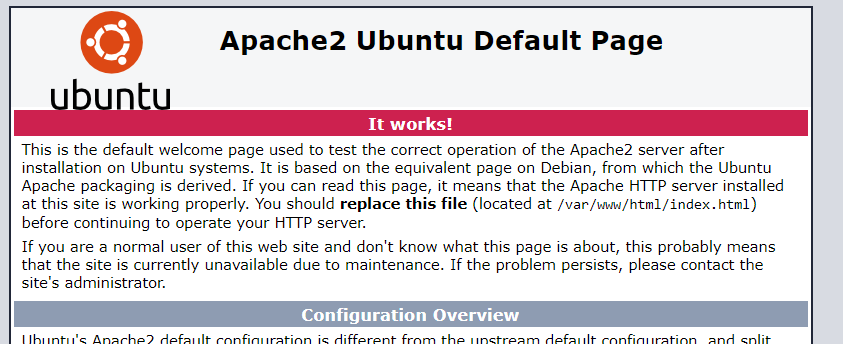 Apache2 Ubuntu Default Page
ubuntu
It works!
This is the default welcome page used to test the correct operation of the Apache2 server after
installation on Ubuntu systems. It is based on the equivalent page on Debian, from which the Ubuntu
Apache packaging is derived. If you can read this page, it means that the Apache HTTP server installed
at this site is working properly. You should replace this file (located at /var/www/html/index.html)
before continuing to operate your HTTP server.
If you are a normal user of this web site and don't know what this page is about, this probably means
that the site is currently unavailable due to maintenance. If the problem persists, please contact the
site's administrator.
Configuration Overview
Ubuntu's Apache2 default configuration is different from the upstream default configuration, and split